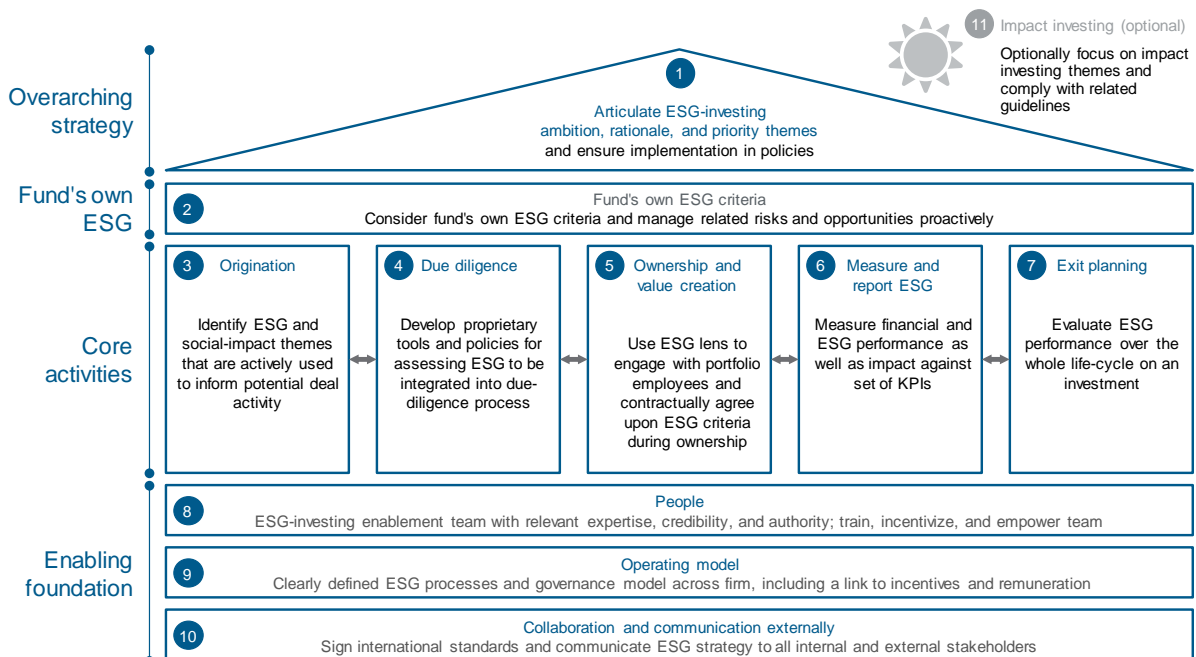 11 Impact investing (optional)
Optionally focus on impact
investing themes and
comply with related
guidelines
Overarching
strategy
1
Articulate ESG-investing
ambition, rationale, and priority themes
and ensure implementation in policies
Fund's own
ESG
2
Fund's own ESG criteria
Consider fund's own ESG criteria and manage related risks and opportunities proactively
Core
activities
3 Origination
Identify ESG and
social-impact themes
that are actively used
to inform potential deal
activity
4 Due diligence
Develop proprietary
tools and policies for
assessing ESG to be
integrated into due-
diligence process
5 Ownership and
value creation
Use ESG lens to
engage with portfolio
employees and
contractually agree
upon ESG criteria
during ownership
6 Measure and
report ESG
Measure financial and
ESG performance as
well as impact against
set of KPIs
7 Exit planning
Evaluate ESG
performance over the
whole life-cycle on an
investment
Enabling
foundation
8
People
ESG-investing enablement team with relevant expertise, credibility, and authority; train, incentivize, and empower team
9
Operating model
Clearly defined ESG processes and governance model across firm, including a link to incentives and remuneration
10
Collaboration and communication externally
Sign international standards and communicate ESG strategy to all internal and external stakeholders